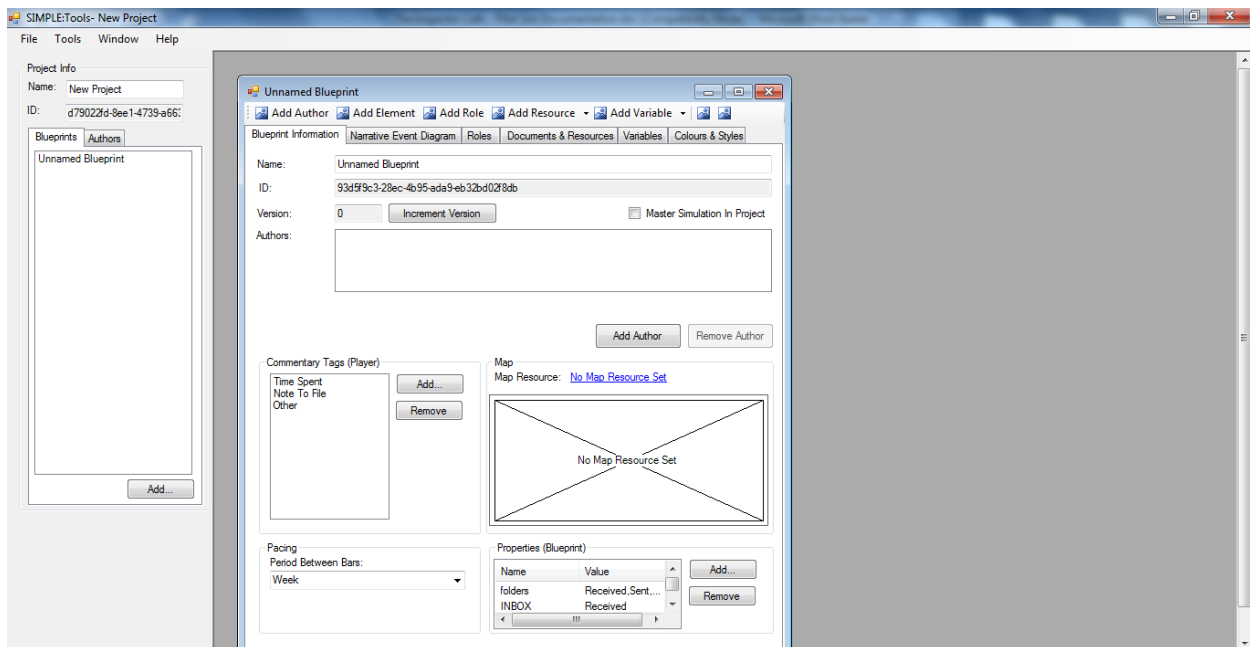 SIMPLE:Tools- New Project
File Tools Window Help
Project Info
Name: New Project
ID: d79022fd-8ee1-4739-a663
Blueprints Authors
Unnamed Blueprint
Add...
Unnamed Blueprint
Add Author Add Element Add Role Add Resource Add Variable
Blueprint Information Narrative Event Diagram Roles Documents & Resources Variables Colours & Styles
Name: Unnamed Blueprint
ID: 93d5f9c3-28ec-4b95-ada9-eb32bd02f8db
Version: 0 Increment Version Master Simulation In Project
Authors:
Add Author Remove Author
Commentary Tags (Player)
Time Spent
Note To File
Other
Add...
Remove
Map
Map Resource: No Map Resource Set
No Map Resource Set
Pacing
Period Between Bars:
Week
Properties (Blueprint)
Name Value
folders Received,Sent,...
INBOX Received
Add...
Remove